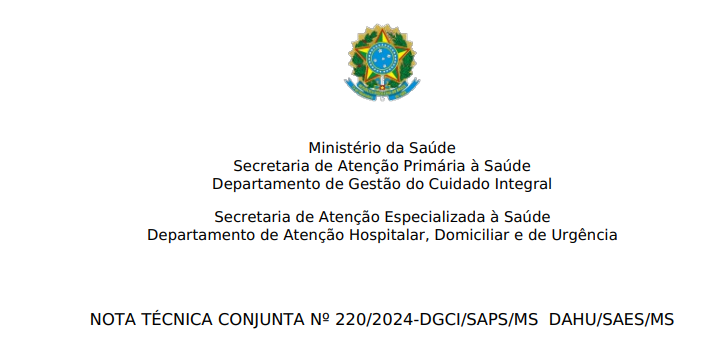 Ministério da Saúde
Secretaria de Atenção Primária à Saúde
Departamento de Gestão do Cuidado Integral
Secretaria de Atenção Especializada à Saúde
Departamento de Atenção Hospitalar, Domiciliar e de Urgência
NOTA TÉCNICA CONJUNTA Nº 220/2024-DGCI/SAPS/MS DAHU/SAES/MS